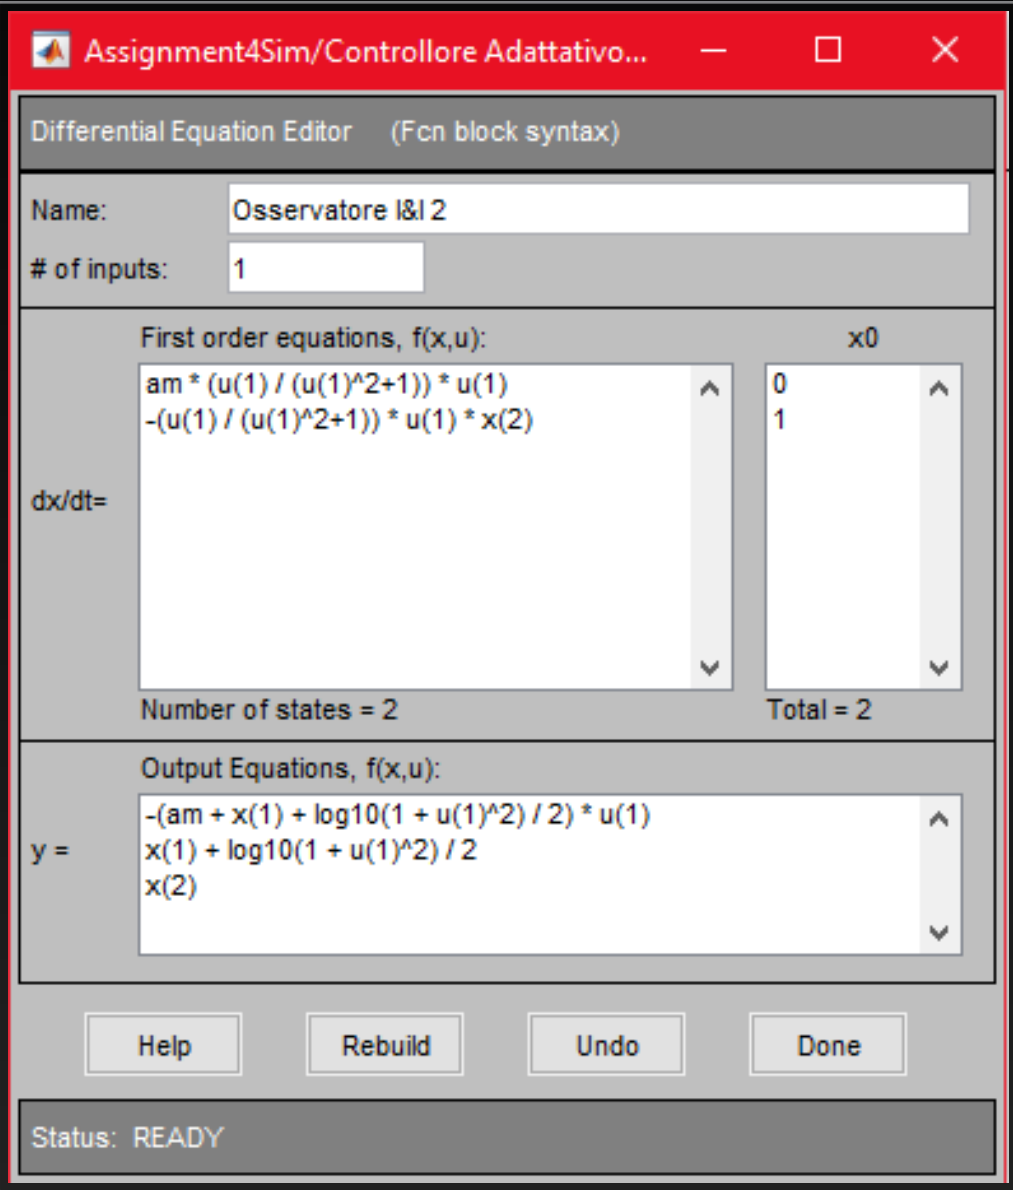 Assignment4Sim/Controllore Adattativo...
Differential Equation Editor (Fcn block syntax)
Name: Osservatore I&I 2
# of inputs: 1
First order equations, f(x,u): x0
am * (u(1) / (u(1)^2+1)) * u(1) 0
-(u(1) / (u(1)^2+1)) * u(1) * x(2) 1
dx/dt=
Number of states = 2 Total = 2
Output Equations, f(x,u):
-(am + x(1) + log10(1 + u(1)^2) / 2) * u(1)
y = x(1) + log10(1 + u(1)^2) / 2
x(2)
Help Rebuild Undo Done
Status: READY